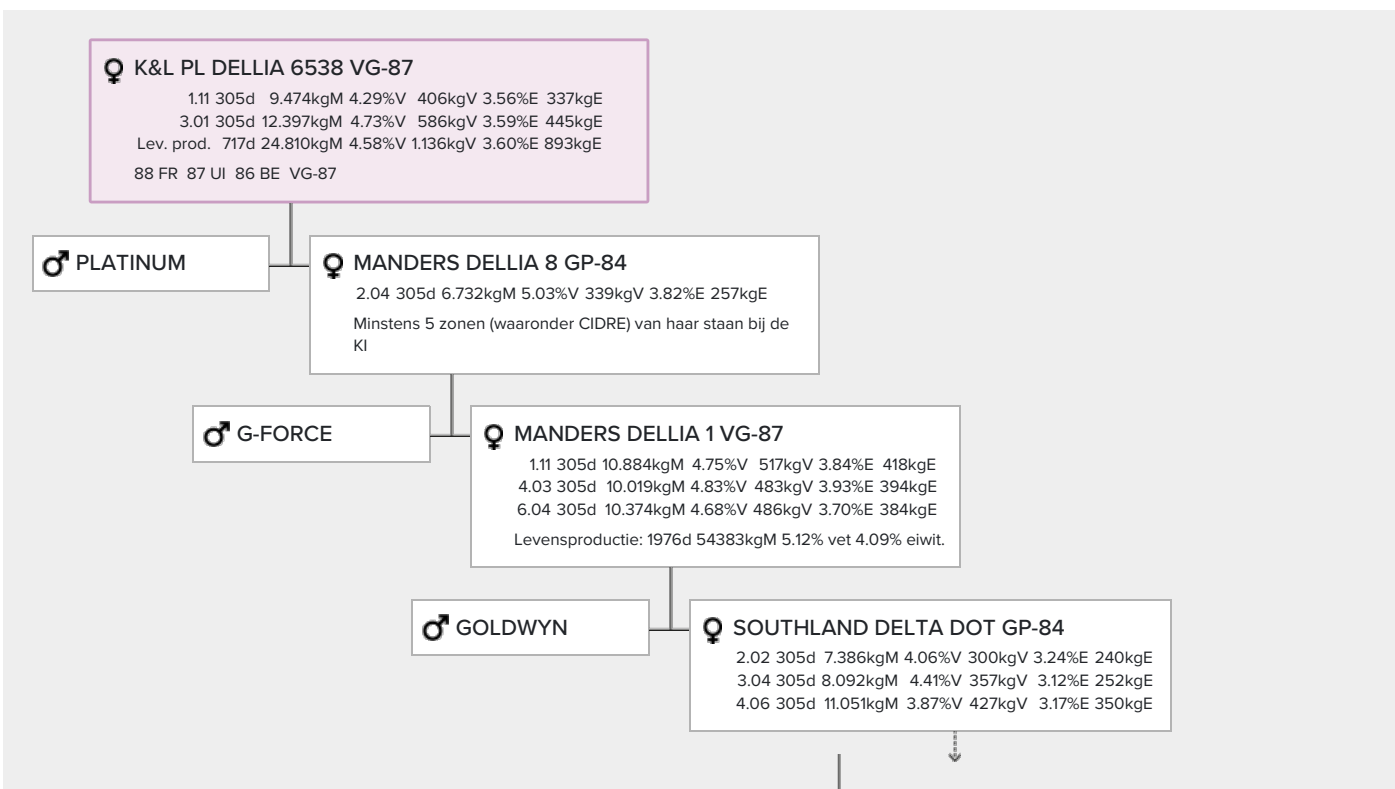 K&L PL DELLIA 6538 VG-87
1.11 305d 9.474kgM 4.29%V 406kgV 3.56%E 337kgE
3.01 305d 12.397kgM 4.73%V 586kgV 3.59%E 445kgE
Lev. prod. 717d 24.810kgM 4.58%V 1.136kgV 3.60%E 893kgE
88 FR 87 UI 86 BE VG-87
PLATINUM
MANDERS DELLIA 8 GP-84
2.04 305d 6.732kgM 5.03%V 339kgV 3.82%E 257kgE
Minstens 5 zonen (waaronder CIDRE) van haar staan bij de
KI
G-FORCE
MANDERS DELLIA 1 VG-87
1.11 305d 10.884kgM 4.75%V 517kgV 3.84%E 418kgE
4.03 305d 10.019kgM 4.83%V 483kgV 3.93%E 394kgE
6.04 305d 10.374kgM 4.68%V 486kgV 3.70%E 384kgE
Levensproductie: 1976d 54383kgM 5.12% vet 4.09% eiwit.
GOLDWYN
SOUTHLAND DELTA DOT GP-84
2.02 305d 7.386kgM 4.06%V 300kgV 3.24%E 240kgE
3.04 305d 8.092kgM 4.41%V 357kgV 3.12%E 252kgE
4.06 305d 11.051kgM 3.87%V 427kgV 3.17%E 350kgE